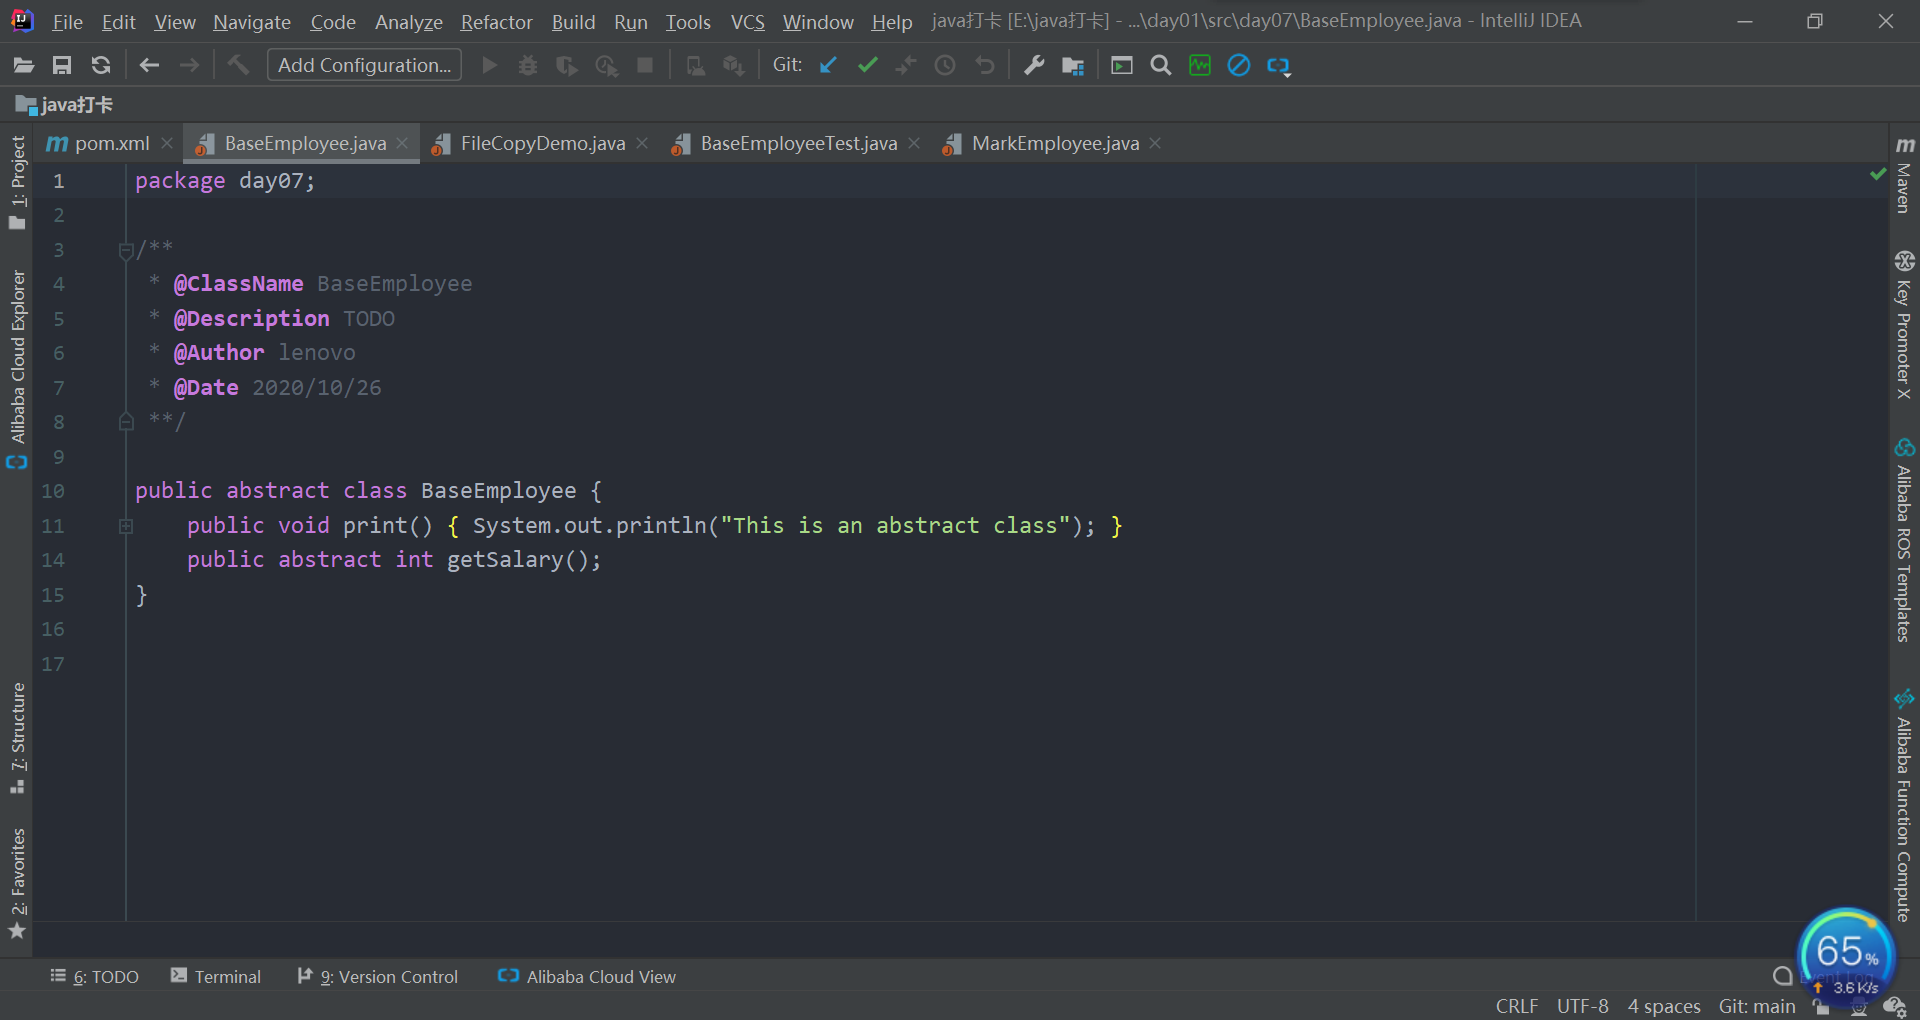 File Edit View Navigate Code Analyze Refactor Build Run Tools VCS Window Help java打卡 [E:\java打卡] - ...\day01\src\day07\BaseEmployee.java - IntelliJ IDEA
Add Configuration... Git:
java打卡
pom.xml BaseEmployee.java FileCopyDemo.java BaseEmployeeTest.java MarkEmployee.java
1 package day07;
2
3 /**
4 * @ClassName BaseEmployee
5 * @Description TODO
6 * @Author lenovo
7 * @Date 2020/10/26
8 **/
9
10 public abstract class BaseEmployee {
11 public void print() { System.out.println("This is an abstract class"); }
14 public abstract int getSalary();
15 }
16
17
1: Project
Alibaba Cloud Explorer
7: Structure
2: Favorites
Maven
Key Promoter X
Alibaba ROS Templates
Alibaba Function Compute
65%
3.6K/s
6: TODO Terminal 9: Version Control Alibaba Cloud View Event Log
CRLF UTF-8 4 spaces Git: main